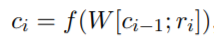 c_i = f(W[c_{i−1}; r_i]).